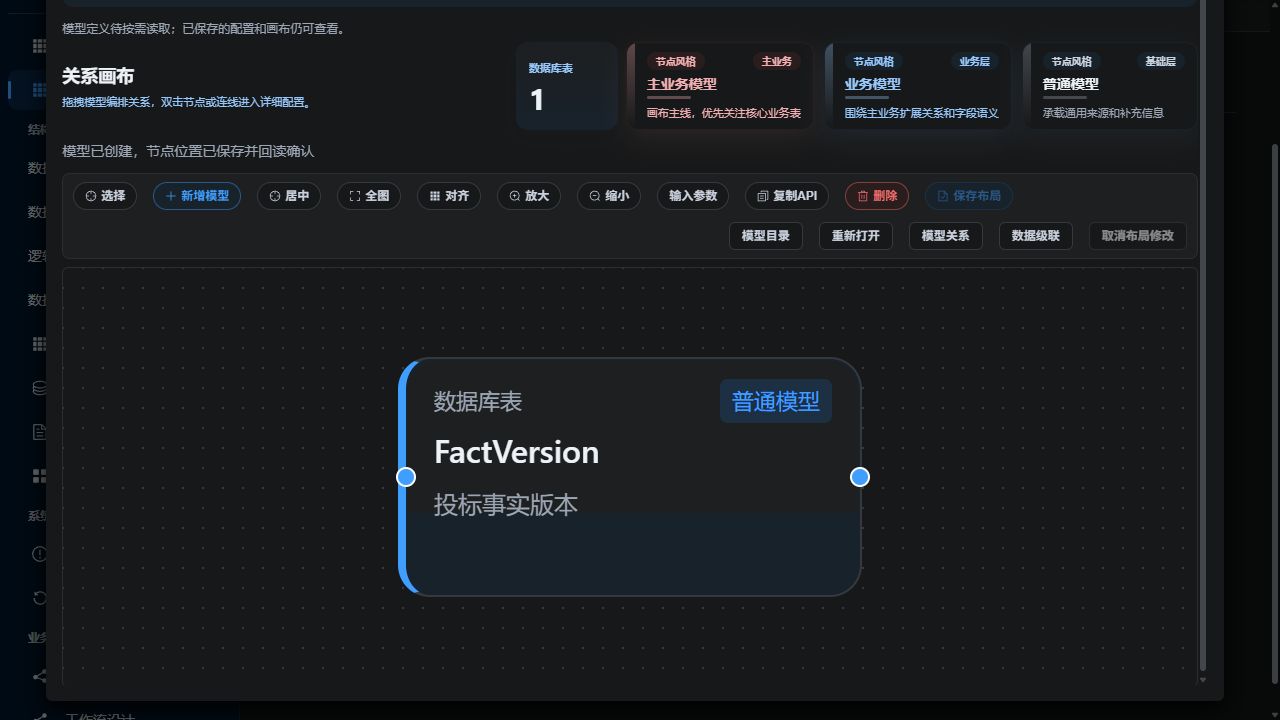 模型定义待按需读取；已保存的配置和画布仍可查看。
关系画布
拖拽模型编排关系，双击节点或连线进入详细配置。
数据库表
1
节点风格 主业务
主业务模型
画布主线，优先关注核心业务表
节点风格 业务层
业务模型
围绕主业务扩展关系和字段语义
节点风格 基础层
普通模型
承载通用来源和补充信息
模型已创建，节点位置已保存并回读确认
选择 新增模型 居中 全图 对齐 放大 缩小 输入参数 复制API 删除 保存布局
模型目录 重新打开 模型关系 数据级联 取消布局修改
数据库表 普通模型
FactVersion
投标事实版本